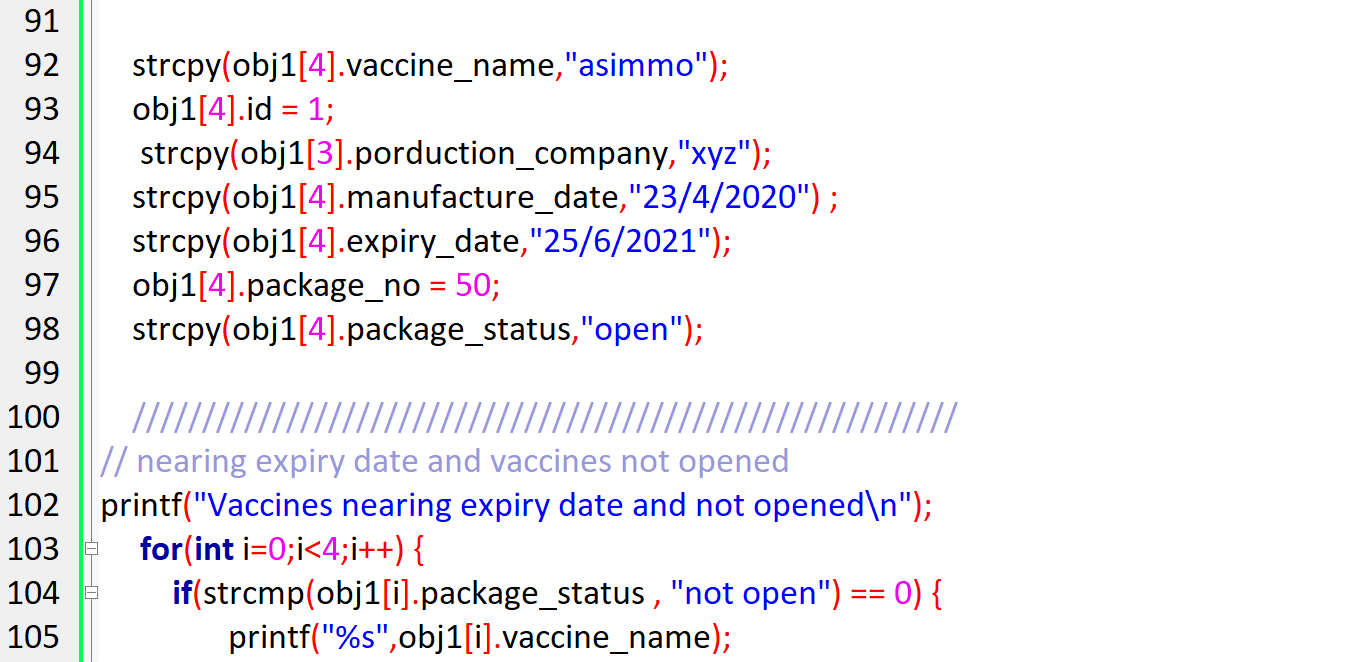 91
92 strcpy(obj1[4].vaccine_name,"asimmo");
93 obj1[4].id = 1;
94 strcpy(obj1[3].porduction_company,"xyz");
95 strcpy(obj1[4].manufacture_date,"23/4/2020") ;
96 strcpy(obj1[4].expiry_date,"25/6/2021");
97 obj1[4].package_no = 50;
98 strcpy(obj1[4].package_status,"open");
99
100 ///////////////////////////////////////////////////////////
101 // nearing expiry date and vaccines not opened
102 printf("Vaccines nearing expiry date and not opened\n");
103 for(int i=0;i<4;i++) {
104 if(strcmp(obj1[i].package_status , "not open") == 0) {
105 printf("%s",obj1[i].vaccine_name);